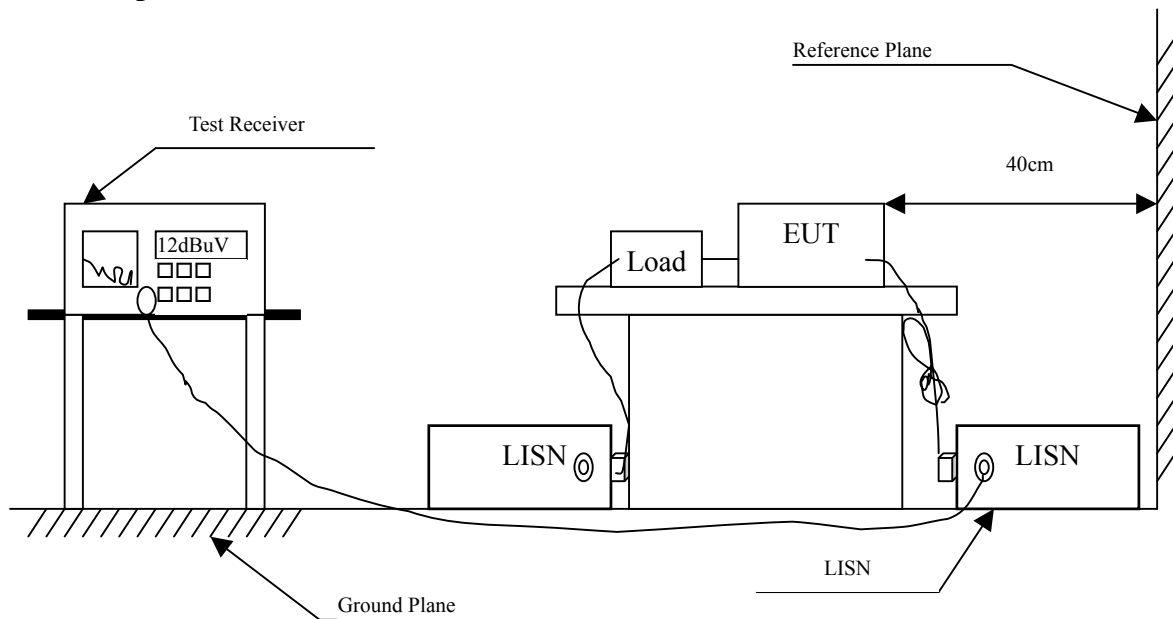 Reference Plane
Test Receiver
40cm
12dBuV
EUT
Load
LISN
LISN
LISN
Ground Plane